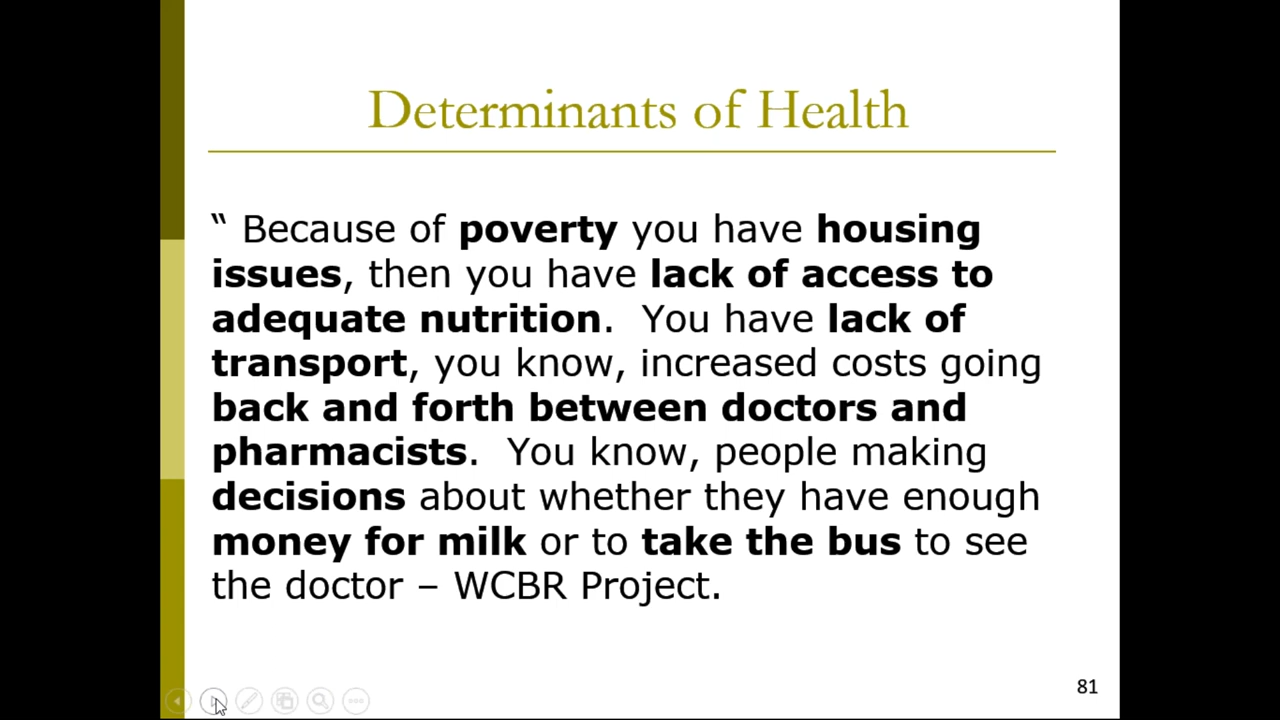 Determinants of Health
“ Because of poverty you have housing
issues, then you have lack of access to
adequate nutrition.  You have lack of
transport, you know, increased costs going
back and forth between doctors and
pharmacists.  You know, people making
decisions about whether they have enough
money for milk or to take the bus to see
the doctor – WCBR Project.
81